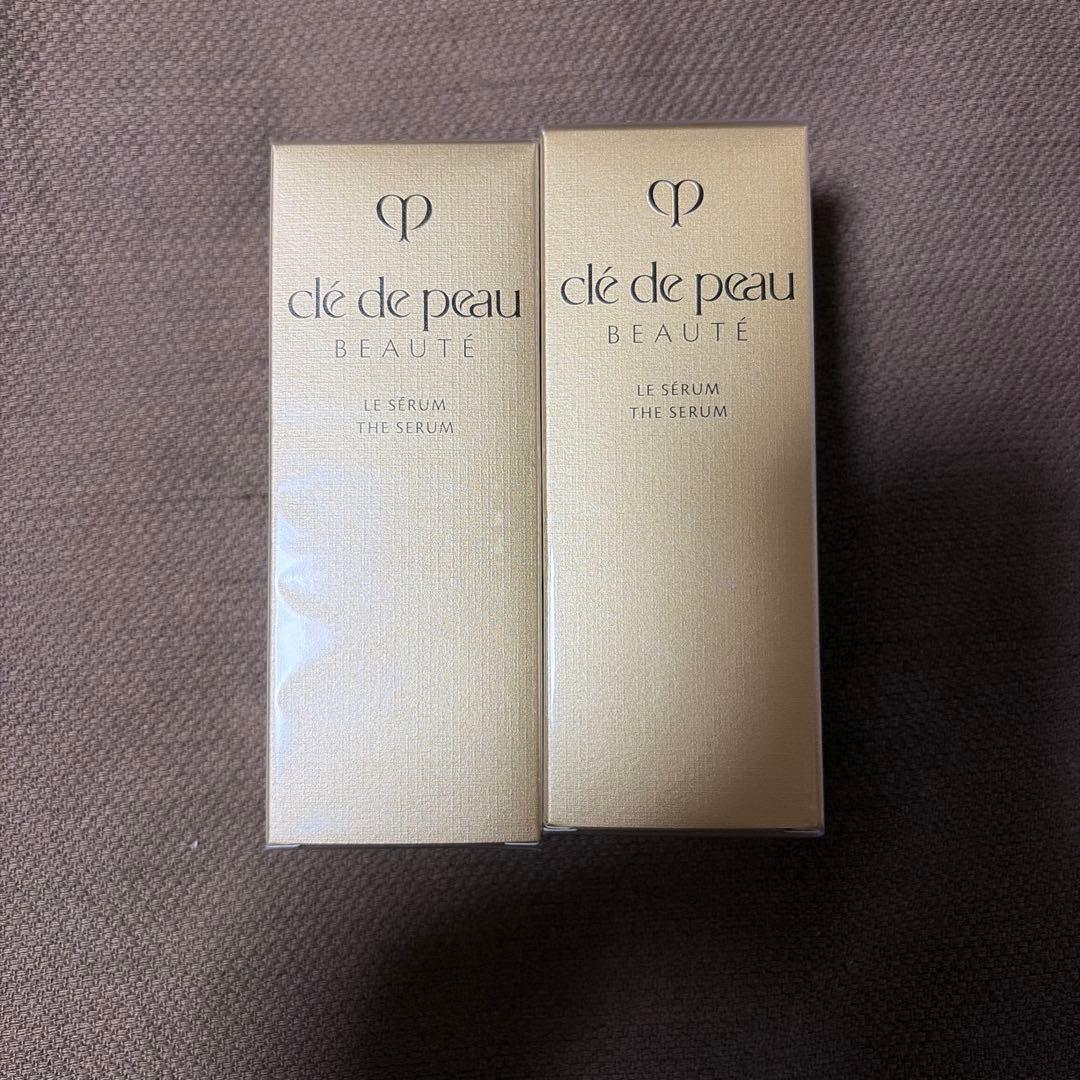 clé de peau
BEAUTÉ
LE SÉRUM
THE SERUM
clé de peau
BEAUTÉ
LE SÉRUM
THE SERUM